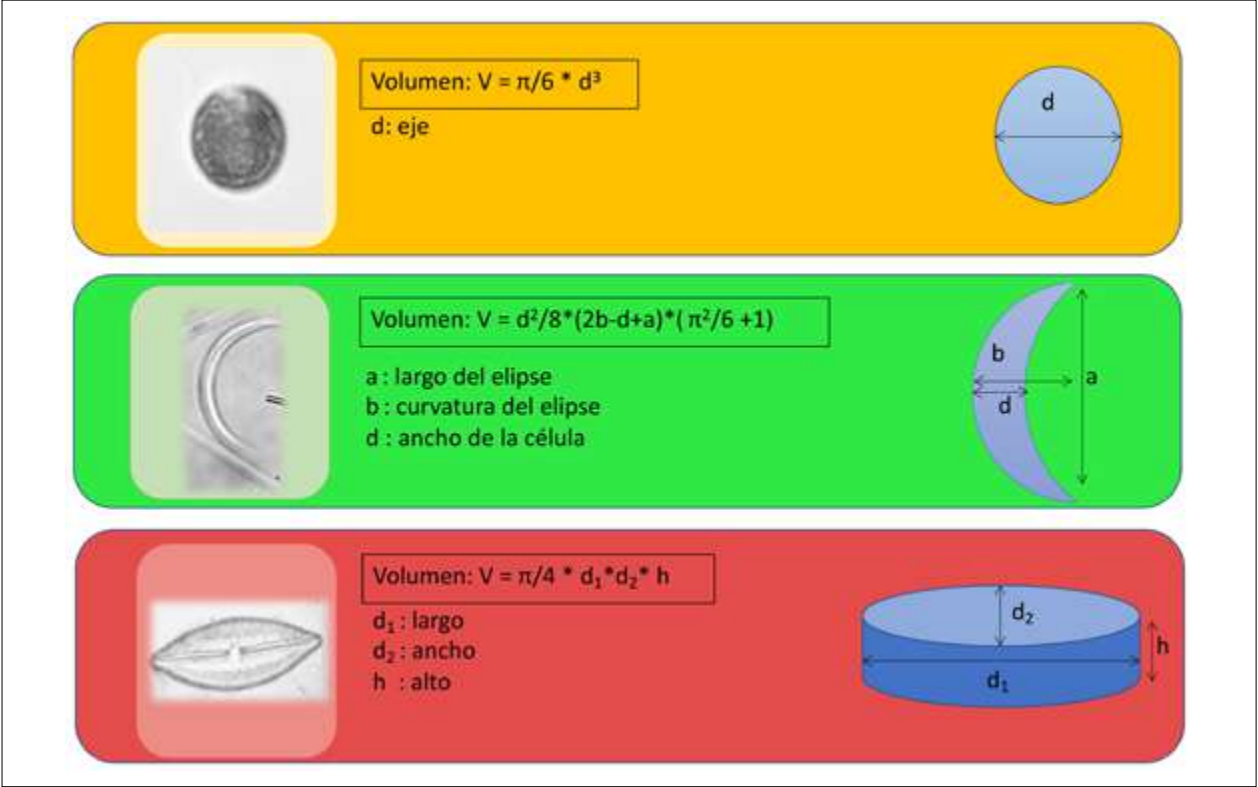 Volumen: V = π/6 * d³
d: eje
d
Volumen: V = d²/8*(2b-d+a)*( π²/6 +1)
a : largo del elipse
b : curvatura del elipse
d : ancho de la célula
b
a
d
Volumen: V = π/4 * d₁*d₂* h
d₁ : largo
d₂ : ancho
h : alto
d₂
h
d₁